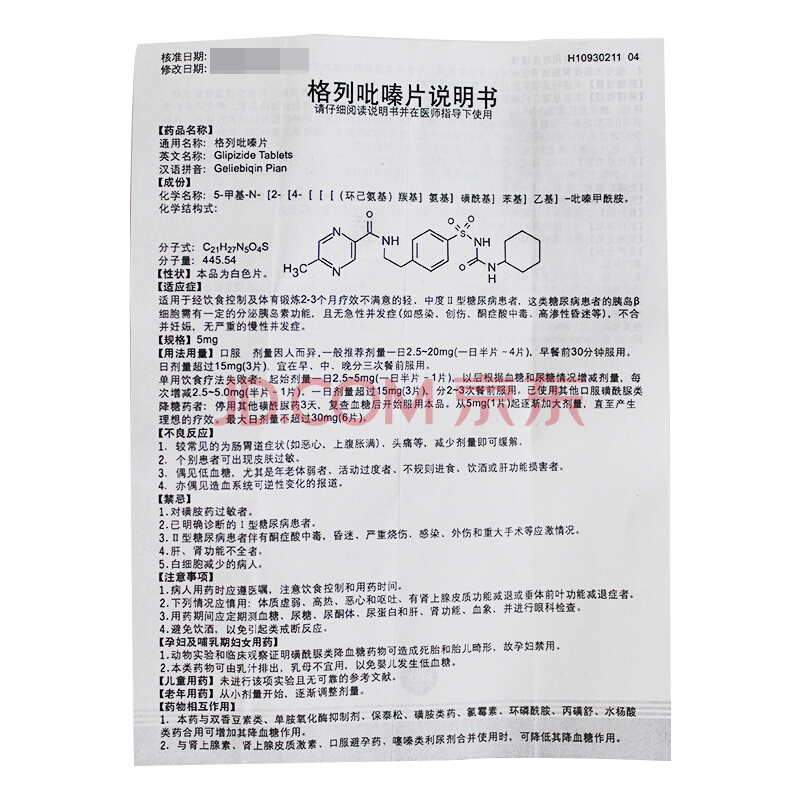 核准日期:
修改日期:
H10930211 04
格列吡嗪片说明书
请仔细阅读说明书并在医师指导下使用
【药品名称】
通用名称: 格列吡嗪片
英文名称: Glipizide Tablets
汉语拼音: Geliebiqin Pian
【成份】
化学名称: 5-甲基-N- [2- [4- [ [ [ (环己氨基) 羰基] 氨基] 磺酰基] 苯基] 乙基] -吡嗪甲酰胺。
化学结构式:
分子式: C21H27N5O4S
分子量: 445.54
【性状】本品为白色片。
【适应症】
适用于经饮食控制及体育锻炼2-3个月疗效不满意的轻、中度Ⅱ型糖尿病患者, 这类糖尿病患者的胰岛β
细胞需有一定的分泌胰岛素功能, 且无急性并发症(如感染、创伤、酮症酸中毒、高渗性昏迷等), 不合
并妊娠, 无严重的慢性并发症。
【规格】5mg
【用法用量】口服 剂量因人而异,一般推荐剂量一日2.5~20mg(一日半片~4片), 早餐前30分钟服用。
日剂量超过15mg(3片), 宜在早、中、晚分三次餐前服用。
单用饮食疗法失败者: 起始剂量一日2.5~5mg(一日半片~1片), 以后根据血糖和尿糖情况增减剂量, 每
次增减2.5~5.0mg(半片~1片), 一日剂量超过15mg(3片), 分2~3次餐前服用. 已使用其他口服磺酰脲类
降糖药者: 停用其他磺酰脲药3天, 复查血糖后开始服用本品。从5mg(1片)起逐渐加大剂量, 直至产生
理想的疗效。最大日剂量不超过30mg(6片)。
JD.COM 京东
【不良反应】
1. 较常见的为肠胃道症状(如恶心, 上腹胀满)、头痛等, 减少剂量即可缓解。
2. 个别患者可出现皮肤过敏。
3. 偶见低血糖, 尤其是年老体弱者、活动过度者、不规则进食、饮酒或肝功能损害者。
4. 亦偶见造血系统可逆性变化的报道。
【禁忌】
1.对磺胺药过敏者。
2.已明确诊断的Ⅰ型糖尿病患者。
3.Ⅱ型糖尿病患者伴有酮症酸中毒, 昏迷、严重烧伤、感染、外伤和重大手术等应激情况。
4.肝、肾功能不全者。
5.白细胞减少的病人。
【注意事项】
1.病人用药时应遵医嘱, 注意饮食控制和用药时间。
2.下列情况应慎用: 体质虚弱、高热、恶心和呕吐、有肾上腺皮质功能减退或垂体前叶功能减退症者。
3.用药期间应定期测血糖、尿糖、尿酮体、尿蛋白和肝、肾功能、血象, 并进行眼科检查。
4.避免饮酒, 以免引起类戒断反应。
【孕妇及哺乳期妇女用药】
1.动物实验和临床观察证明磺酰脲类降血糖药物可造成死胎和胎儿畸形, 故孕妇禁用。
2.本类药物可由乳汁排出, 乳母不宜用, 以免婴儿发生低血糖。
【儿童用药】未进行该项实验且无可靠的参考文献。
【老年用药】从小剂量开始, 逐渐调整剂量。
【药物相互作用】
1. 本药与双香豆素类、单胺氧化酶抑制剂、保泰松、磺胺类药、氯霉素、环磷酰胺、丙磺舒、水杨酸
类药合用可增加其降血糖作用。
2. 与肾上腺素、肾上腺皮质激素、口服避孕药、噻嗪类利尿剂合并使用时, 可降低其降血糖作用。